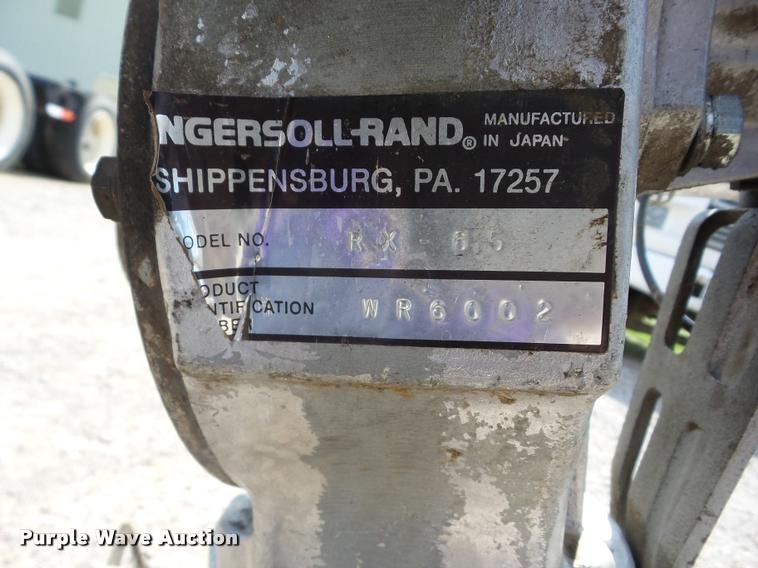 NGERSOLL-RAND® MANUFACTURED IN JAPAN
SHIPPENSBURG, PA. 17257
ODEL NO. RX 6.5
ODUCT
NTIFICATION WR6002
BER
Purple Wave Auction